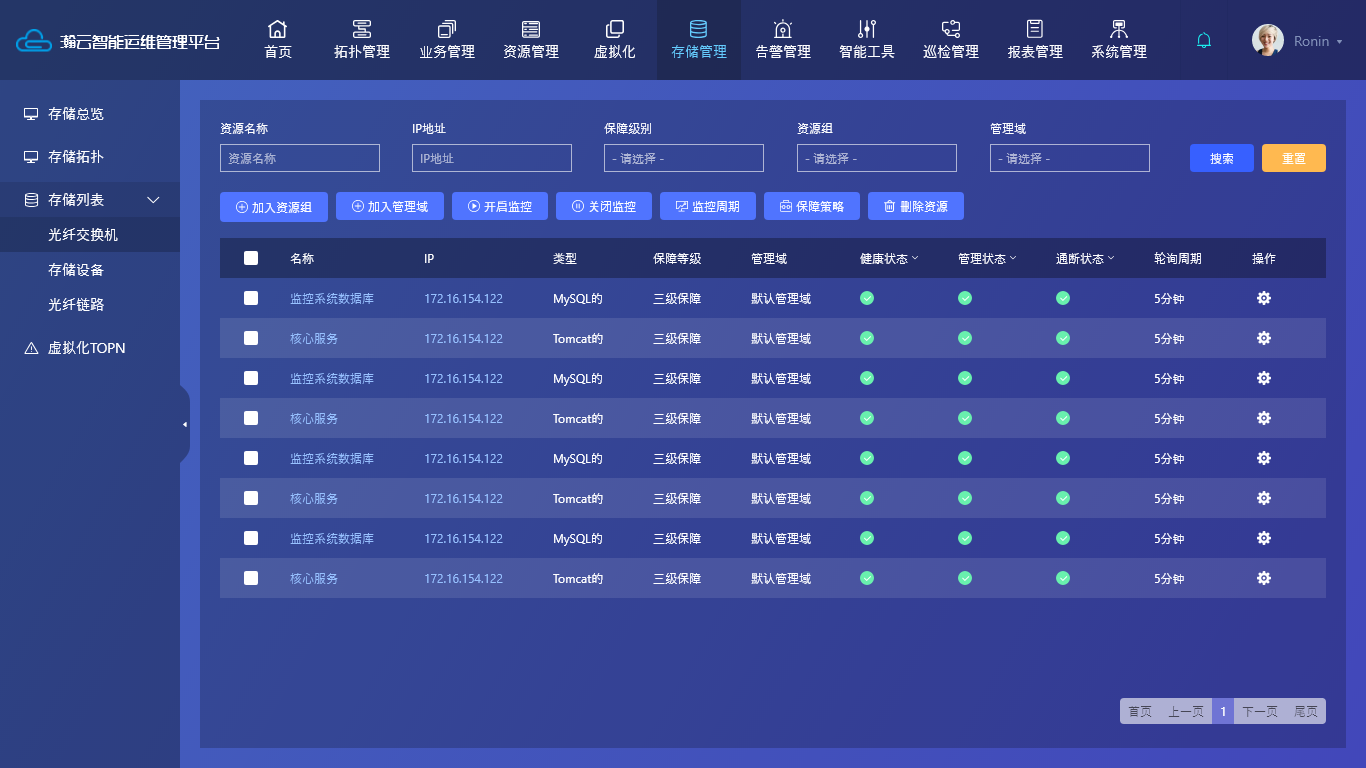 瀚云智能运维管理平台
首页 拓扑管理 业务管理 资源管理 虚拟化 存储管理 告警管理 智能工具 巡检管理 报表管理 系统管理 Ronin
存储总览
存储拓扑
存储列表
光纤交换机
存储设备
光纤链路
虚拟化TOPN
资源名称 IP地址 保障级别 资源组 管理域
资源名称 IP地址 - 请选择 - - 请选择 - - 请选择 - 搜索 重置
加入资源组 加入管理域 开启监控 关闭监控 监控周期 保障策略 删除资源
名称 IP 类型 保障等级 管理域 健康状态 管理状态 通断状态 轮询周期 操作
监控系统数据库 172.16.154.122 MySQL的 三级保障 默认管理域 5分钟
核心服务 172.16.154.122 Tomcat的 三级保障 默认管理域 5分钟
监控系统数据库 172.16.154.122 MySQL的 三级保障 默认管理域 5分钟
核心服务 172.16.154.122 Tomcat的 三级保障 默认管理域 5分钟
监控系统数据库 172.16.154.122 MySQL的 三级保障 默认管理域 5分钟
核心服务 172.16.154.122 Tomcat的 三级保障 默认管理域 5分钟
监控系统数据库 172.16.154.122 MySQL的 三级保障 默认管理域 5分钟
核心服务 172.16.154.122 Tomcat的 三级保障 默认管理域 5分钟
首页 上一页 1 下一页 尾页